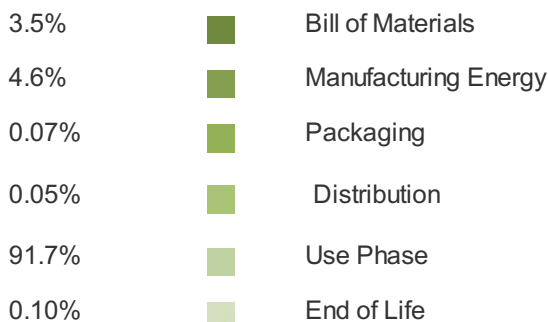 3.5% Bill of Materials
4.6% Manufacturing Energy
0.07% Packaging
0.05% Distribution
91.7% Use Phase
0.10% End of Life